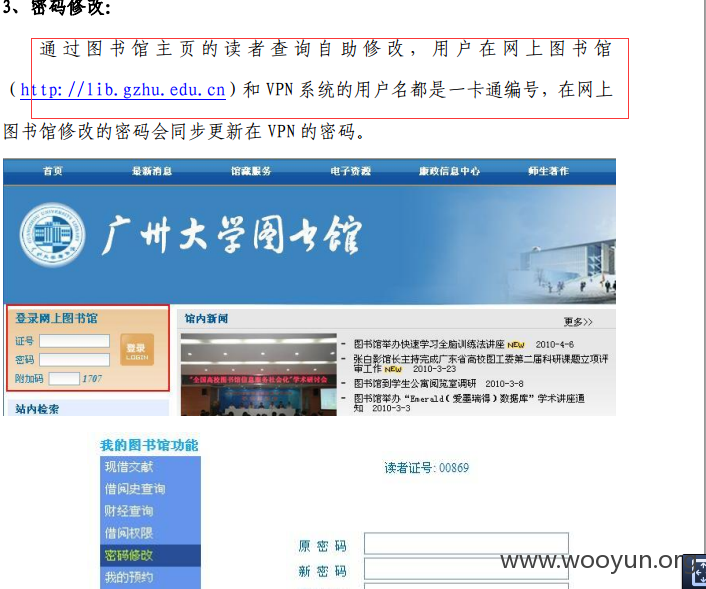 3、密码修改:
通过图书馆主页的读者查询自助修改，用户在网上图书馆
（http://lib.gzhu.edu.cn）和 VPN 系统的用户名都是一卡通编号，在网上
图书馆修改的密码会同步更新在 VPN 的密码。
首页 最新消息 馆藏服务 电子资源 廉政信息中心 师生著作
广州大学图书馆
登录网上图书馆
证号
密码
登录
LOGIN
附加码 1707
站内检索
馆内新闻 更多>>
"全国高校图书馆信息服务社会化"学术研讨会
- 图书馆举办快速学习全脑训练法讲座 NEW 2010-4-6
- 张白影馆长主持完成广东省高校图工委第二届科研课题立项评
审工作 NEW 2010-3-23
- 图书馆到学生公寓阅览室调研 2010-3-8
- 图书馆举办“Emerald(爱墨瑞得)数据库”学术讲座通
知 2010-3-3
我的图书馆功能
现借文献
借阅史查询
财经查询
借阅权限
密码修改
我的预约
读者证号:00869
原 密 码
新 密 码
www.wooyun.or